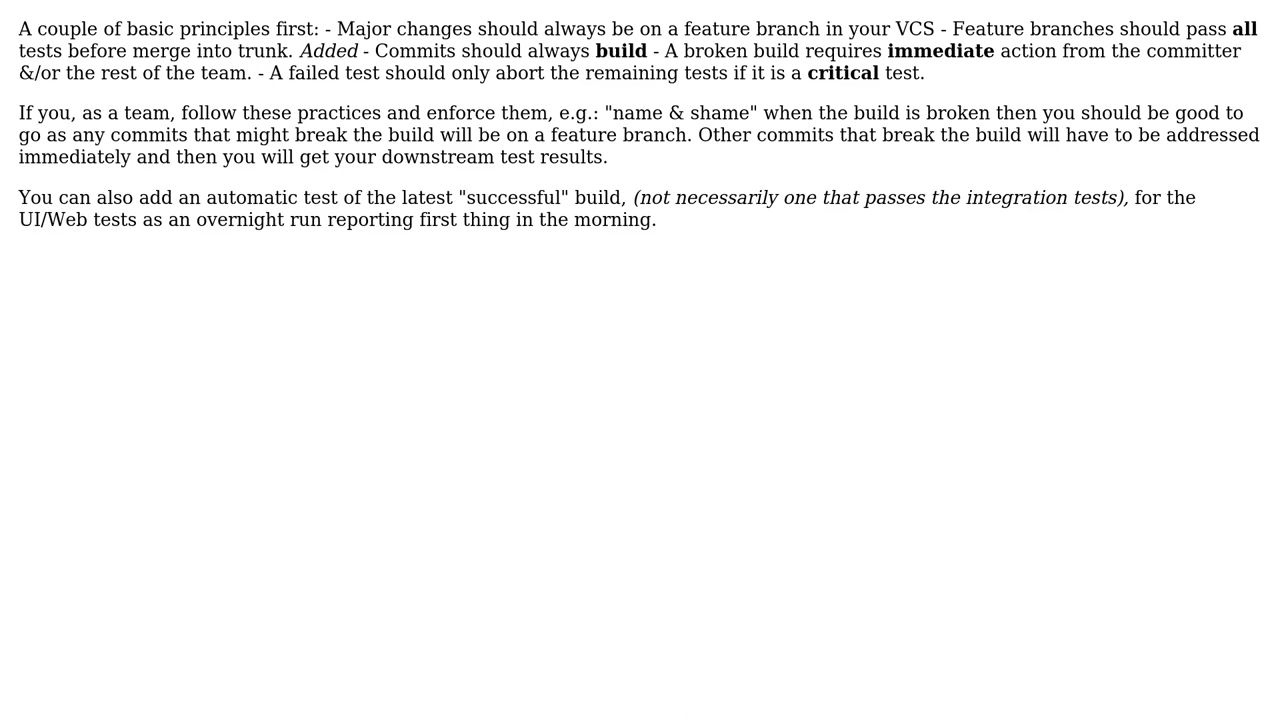 A couple of basic principles first: - Major changes should always be on a feature branch in your VCS - Feature branches should pass all
tests before merge into trunk. Added - Commits should always build - A broken build requires immediate action from the committer
&/or the rest of the team. - A failed test should only abort the remaining tests if it is a critical test.
If you, as a team, follow these practices and enforce them, e.g.: "name & shame" when the build is broken then you should be good to
go as any commits that might break the build will be on a feature branch. Other commits that break the build will have to be addressed
immediately and then you will get your downstream test results.
You can also add an automatic test of the latest "successful" build, (not necessarily one that passes the integration tests), for the
UI/Web tests as an overnight run reporting first thing in the morning.